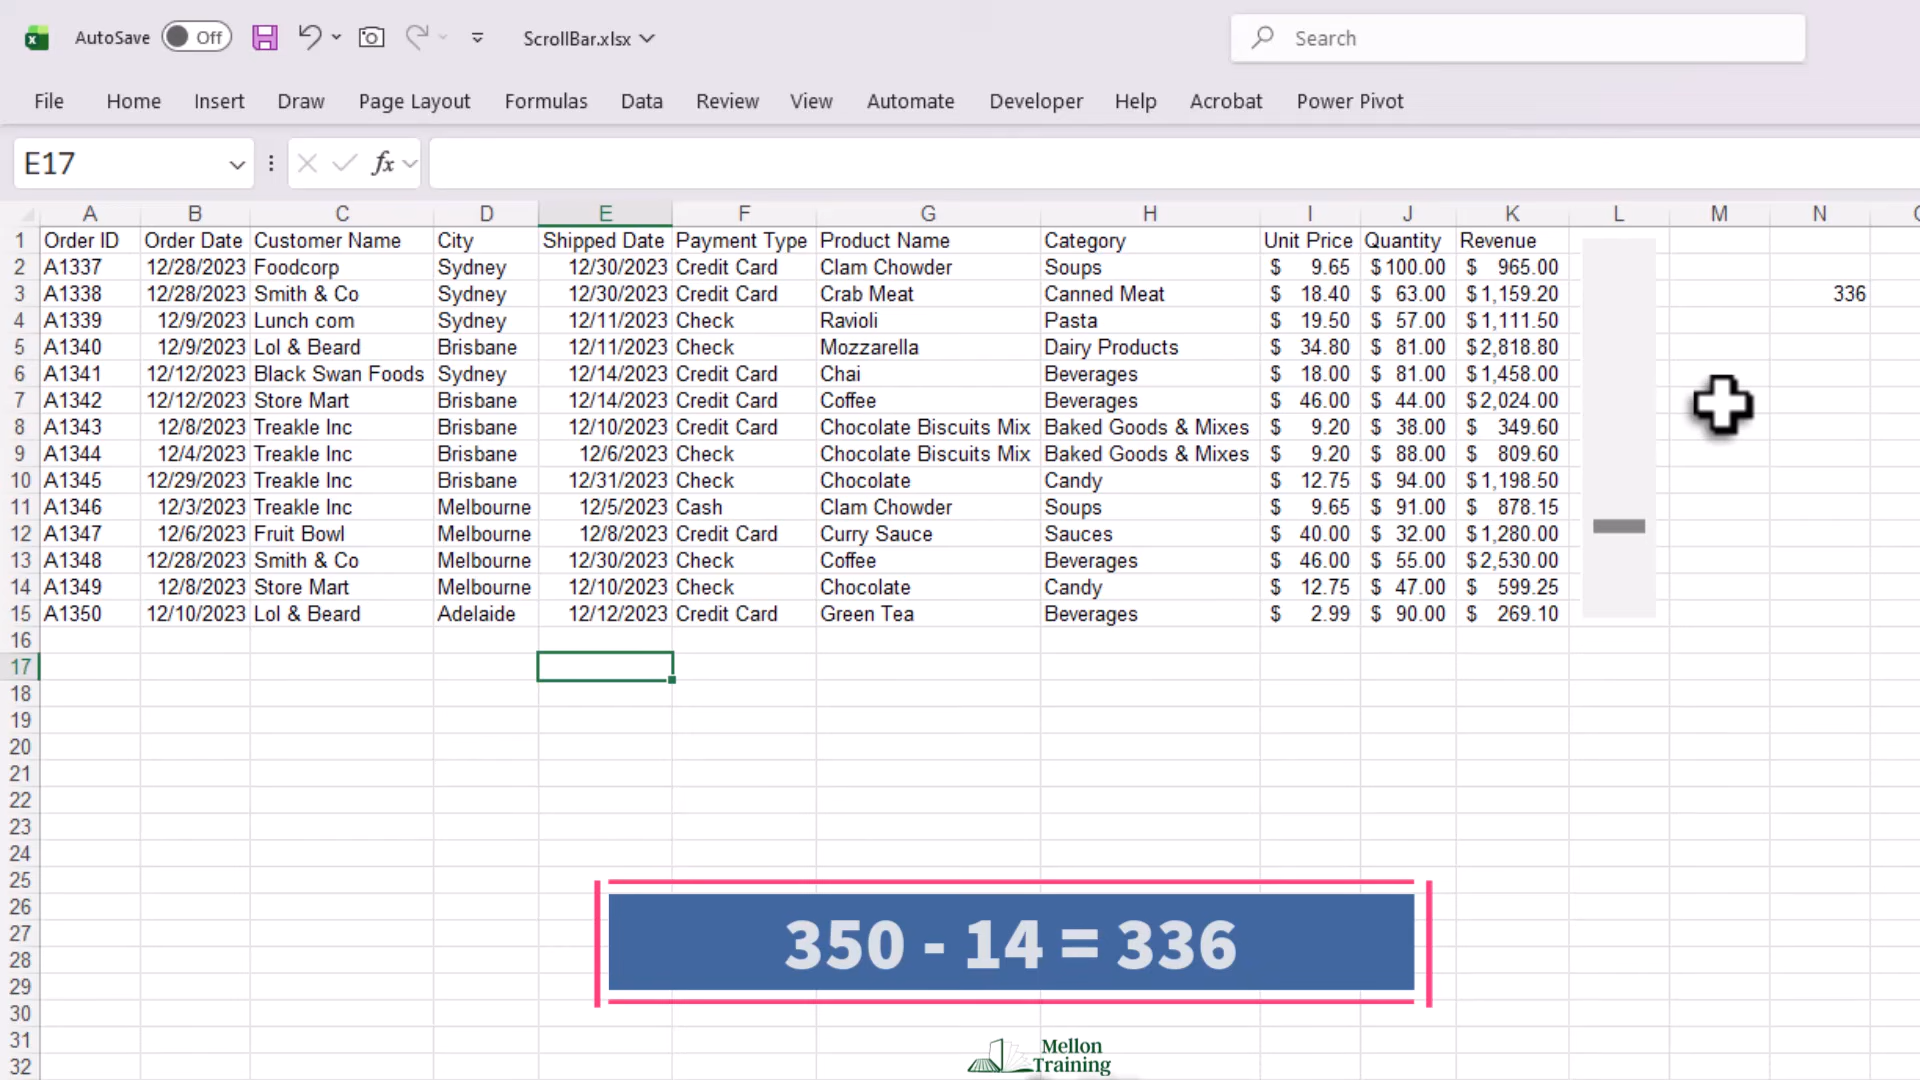 AutoSave Off ScrollBar.xlsx Search
File Home Insert Draw Page Layout Formulas Data Review View Automate Developer Help Acrobat Power Pivot
E17 fx
A B C D E F G H I J K L M N
1 Order ID Order Date Customer Name City Shipped Date Payment Type Product Name Category Unit Price Quantity Revenue
2 A1337 12/28/2023 Foodcorp Sydney 12/30/2023 Credit Card Clam Chowder Soups $ 9.65 $100.00 $ 965.00
3 A1338 12/28/2023 Smith & Co Sydney 12/30/2023 Credit Card Crab Meat Canned Meat $ 18.40 $ 63.00 $1,159.20 336
4 A1339 12/9/2023 Lunch com Sydney 12/11/2023 Check Ravioli Pasta $ 19.50 $ 57.00 $1,111.50
5 A1340 12/9/2023 Lol & Beard Brisbane 12/11/2023 Check Mozzarella Dairy Products $ 34.80 $ 81.00 $2,818.80
6 A1341 12/12/2023 Black Swan Foods Sydney 12/14/2023 Credit Card Chai Beverages $ 18.00 $ 81.00 $1,458.00
7 A1342 12/12/2023 Store Mart Brisbane 12/14/2023 Credit Card Coffee Beverages $ 46.00 $ 44.00 $2,024.00
8 A1343 12/8/2023 Treakle Inc Brisbane 12/10/2023 Credit Card Chocolate Biscuits Mix Baked Goods & Mixes $ 9.20 $ 38.00 $ 349.60
9 A1344 12/4/2023 Treakle Inc Brisbane 12/6/2023 Check Chocolate Biscuits Mix Baked Goods & Mixes $ 9.20 $ 88.00 $ 809.60
10 A1345 12/29/2023 Treakle Inc Brisbane 12/31/2023 Check Chocolate Candy $ 12.75 $ 94.00 $1,198.50
11 A1346 12/3/2023 Treakle Inc Melbourne 12/5/2023 Cash Clam Chowder Soups $ 9.65 $ 91.00 $ 878.15
12 A1347 12/6/2023 Fruit Bowl Melbourne 12/8/2023 Credit Card Curry Sauce Sauces $ 40.00 $ 32.00 $1,280.00
13 A1348 12/28/2023 Smith & Co Melbourne 12/30/2023 Check Coffee Beverages $ 46.00 $ 55.00 $2,530.00
14 A1349 12/8/2023 Store Mart Melbourne 12/10/2023 Check Chocolate Candy $ 12.75 $ 47.00 $ 599.25
15 A1350 12/10/2023 Lol & Beard Adelaide 12/12/2023 Credit Card Green Tea Beverages $ 2.99 $ 90.00 $ 269.10
16
17
18
19
20
21
22
23
24
25
26
27
350 - 14 = 336
28
29
30
31
32
Mellon
Training